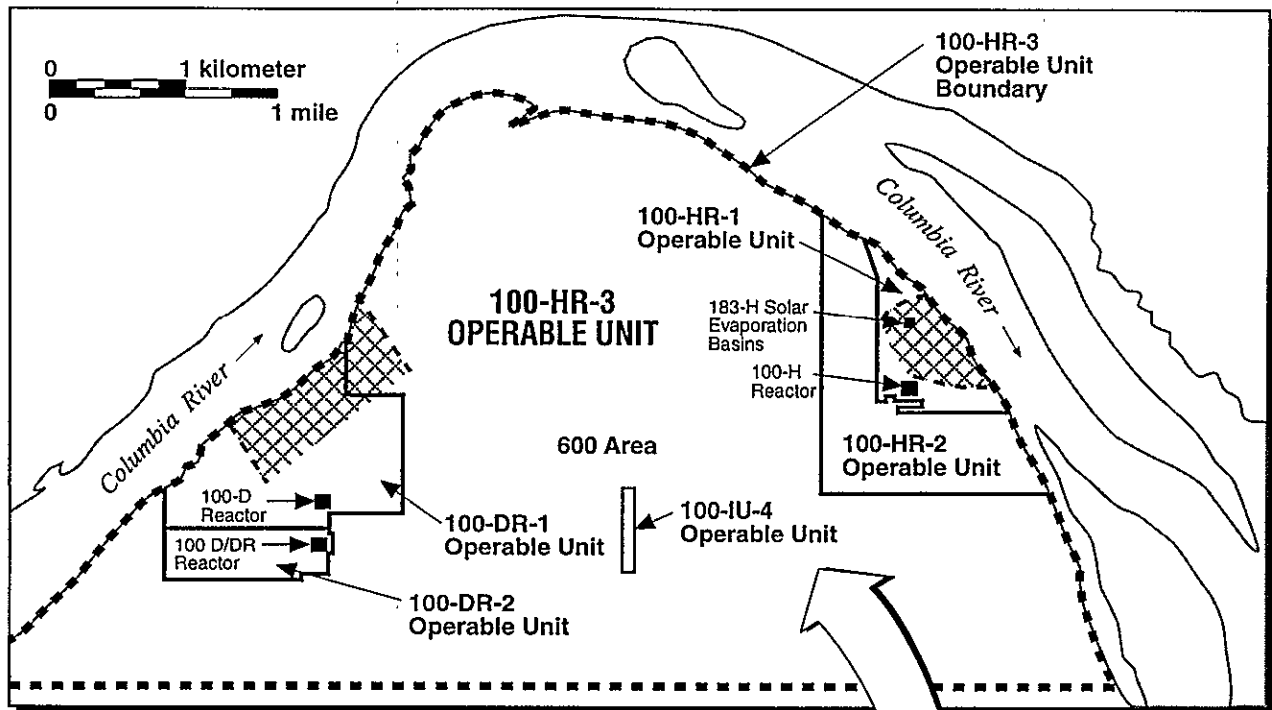 0 1 kilometer
0 1 mile
100-HR-3
Operable Unit
Boundary
Columbia River
100-HR-1
Operable Unit
100-HR-3
OPERABLE UNIT
183-H Solar
Evaporation
Basins
100-H
Reactor
Columbia River
600 Area
100-HR-2
Operable Unit
100-D
Reactor
100-DR-1
Operable Unit
100-IU-4
Operable Unit
100 D/DR
Reactor
100-DR-2
Operable Unit